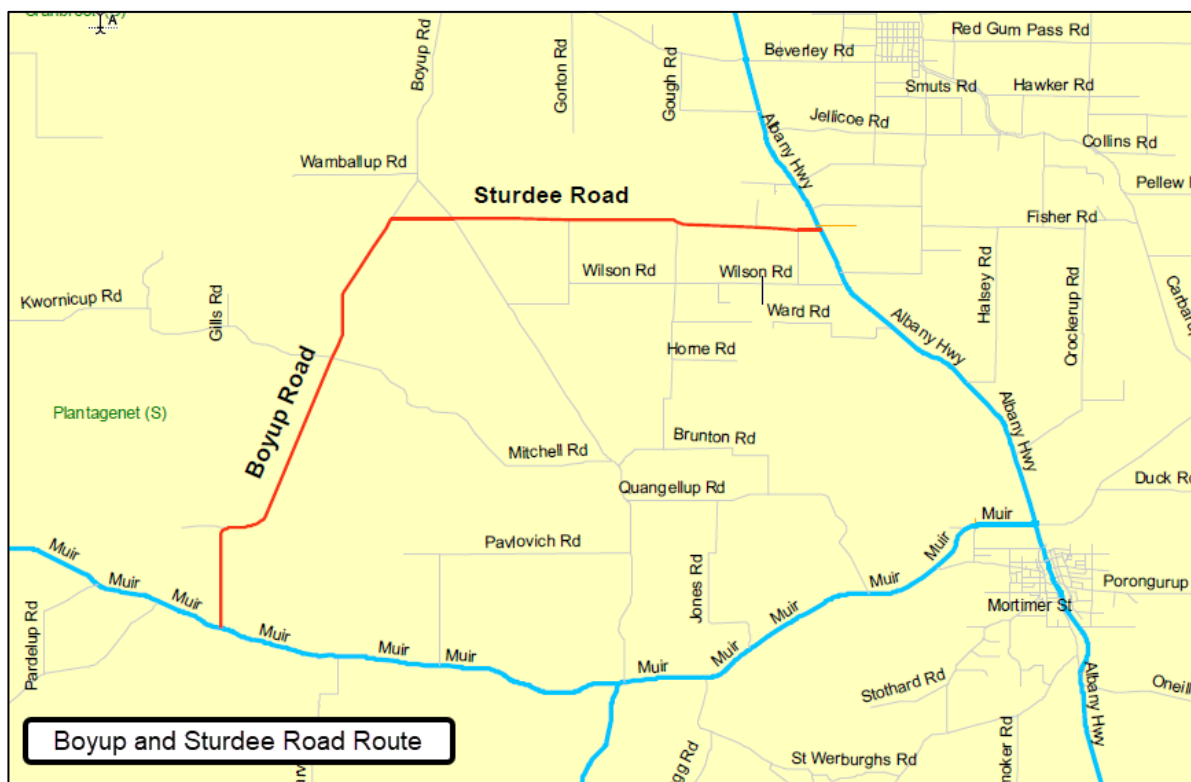 A
Boyup Rd
Gorton Rd
Gough Rd
Beverley Rd
Red Gum Pass Rd
Smuts Rd
Hawker Rd
Albany Hwy
Jellicoe Rd
Collins Rd
Wamballup Rd
Pellew
Sturdee Road
Fisher Rd
Wilson Rd
Wilson Rd
Halsey Rd
Crockerup Rd
Kwornicup Rd
Gills Rd
Ward Rd
Albany Hwy
Home Rd
Boyup Road
Plantagenet (S)
Albany Hwy
Brunton Rd
Mitchell Rd
Quangellup Rd
Duck
Muir
Pavlovich Rd
Muir
Muir
Muir
Muir
Jones Rd
Porongurup
Mortimer St
Muir
Pardelup Rd
Muir
Muir
Muir
Muir
Muir
Muir
Stothard Rd
Albany Hwy
Boyup and Sturdee Road Route
St Werburghs Rd